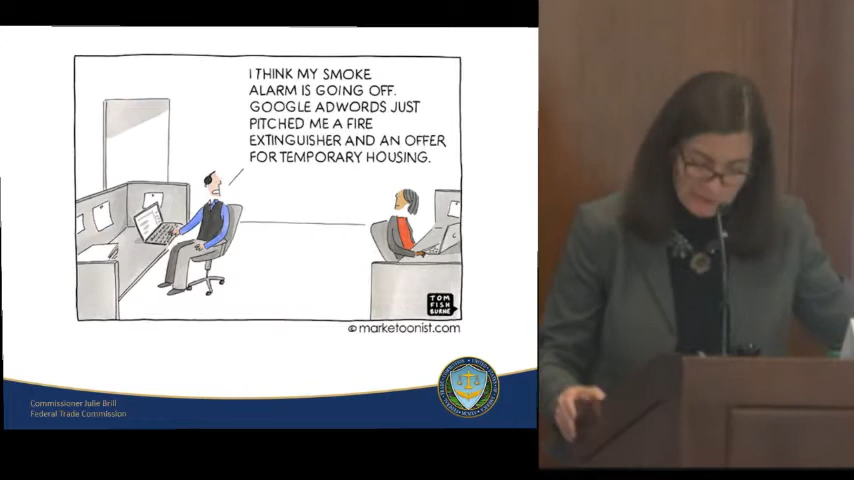 I THINK MY SMOKE
ALARM IS GOING OFF.
GOOGLE ADWORDS JUST
PITCHED ME A FIRE
EXTINGUISHER AND AN OFFER
FOR TEMPORARY HOUSING.
TOM
FISH
BURNE
© marketoonist.com
Commissioner Julie Brill
Federal Trade Commission